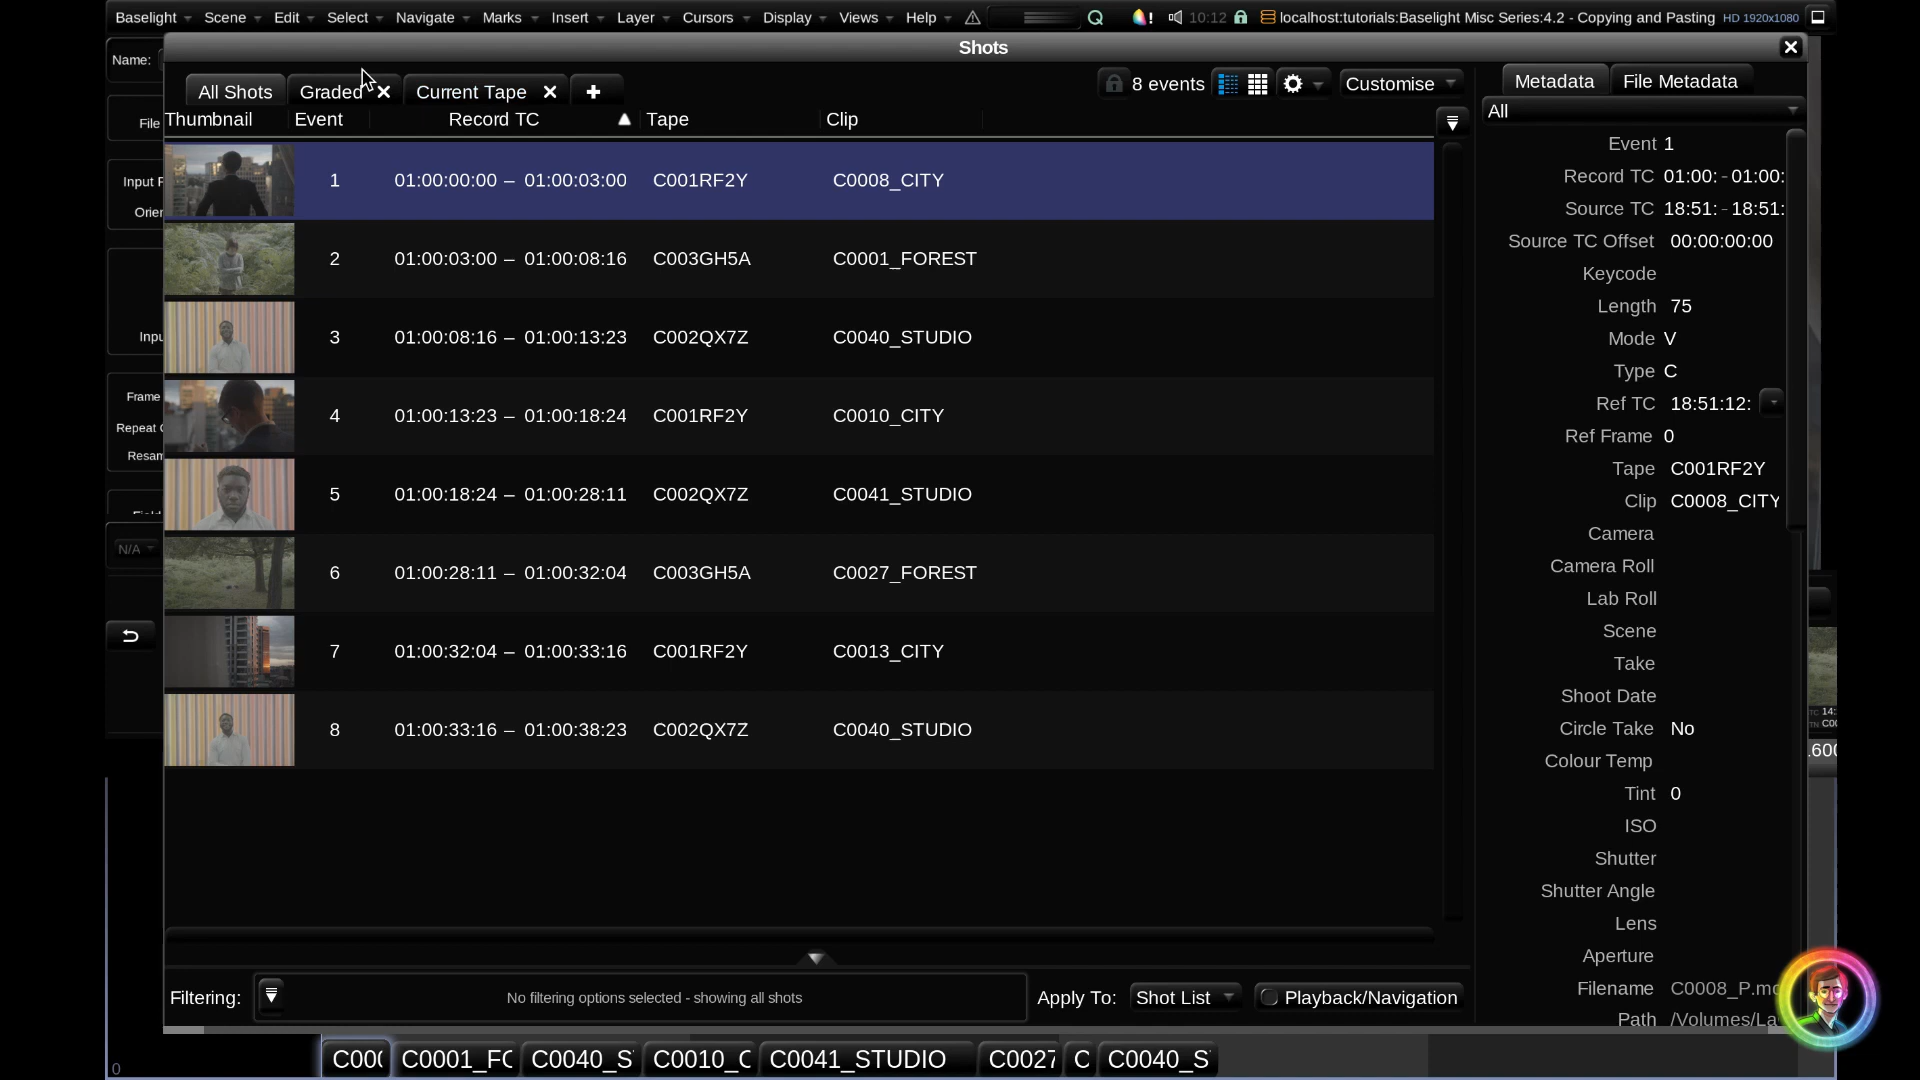 Baselight Scene Edit Select Navigate Marks Insert Layer Cursors Display Views Help 10:12 localhost:tutorials:Baselight Misc Series:4.2 - Copying and Pasting HD 1920x1080
Shots
Name:
All Shots Graded Current Tape 8 events Customise
Metadata File Metadata
All
Thumbnail Event Record TC Tape Clip
1 01:00:00:00 – 01:00:03:00 C001RF2Y C0008_CITY
2 01:00:03:00 – 01:00:08:16 C003GH5A C0001_FOREST
3 01:00:08:16 – 01:00:13:23 C002QX7Z C0040_STUDIO
4 01:00:13:23 – 01:00:18:24 C001RF2Y C0010_CITY
5 01:00:18:24 – 01:00:28:11 C002QX7Z C0041_STUDIO
6 01:00:28:11 – 01:00:32:04 C003GH5A C0027_FOREST
7 01:00:32:04 – 01:00:33:16 C001RF2Y C0013_CITY
8 01:00:33:16 – 01:00:38:23 C002QX7Z C0040_STUDIO
Event 1
Record TC 01:00: - 01:00:
Source TC 18:51: - 18:51:
Source TC Offset 00:00:00:00
Keycode
Length 75
Mode V
Type C
Ref TC 18:51:12:
Ref Frame 0
Tape C001RF2Y
Clip C0008_CITY
Camera
Camera Roll
Lab Roll
Scene
Take
Shoot Date
Circle Take No
Colour Temp
Tint 0
ISO
Shutter
Shutter Angle
Lens
Aperture
Filename C0008_P.mo
Path /Volumes/La
File
Input F
Orien
Input
Frame
Repeat C
Resam
N/A
Filtering: No filtering options selected - showing all shots Apply To: Shot List Playback/Navigation
0 C000 C0001_FO C0040_S C0010_C C0041_STUDIO C0027 C C0040_S